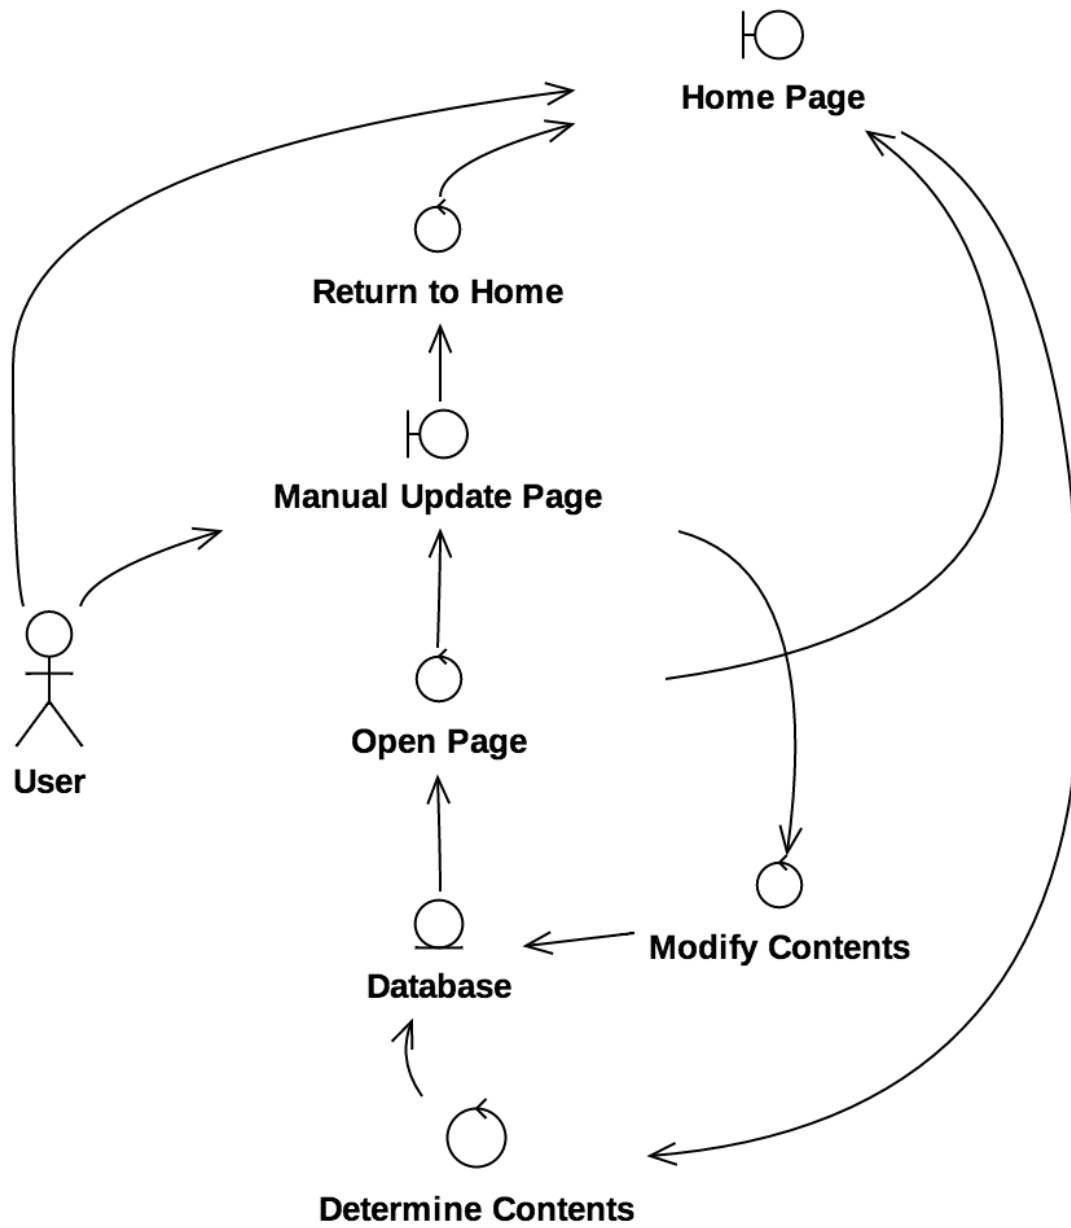 Home Page
Return to Home
Manual Update Page
Open Page
User
Modify Contents
Database
Determine Contents